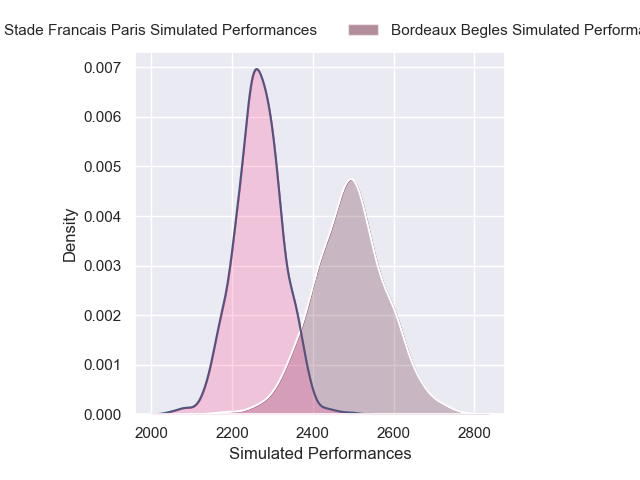 Stade Francais Paris Simulated Performances
Bordeaux Begles Simulated
0.007
0.006
0.005
0.004
0.003
0.002
0.001
0.000
Density
2000 2200 2400 2600 2800
Simulated Performances